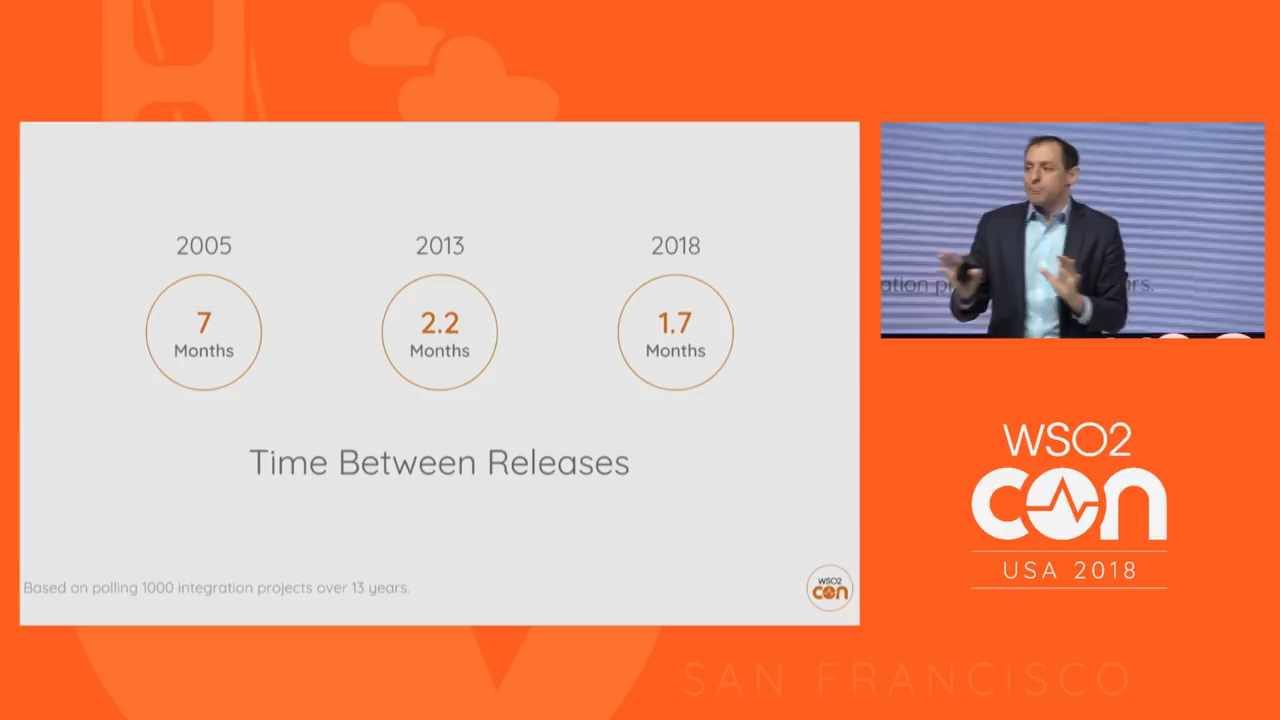 2005
7
Months
2013
2.2
Months
2018
1.7
Months
Time Between Releases
Based on polling 1000 integration projects over 13 years.
WSO2
con
WSO2
con
USA 2018
SAN FRANCISCO